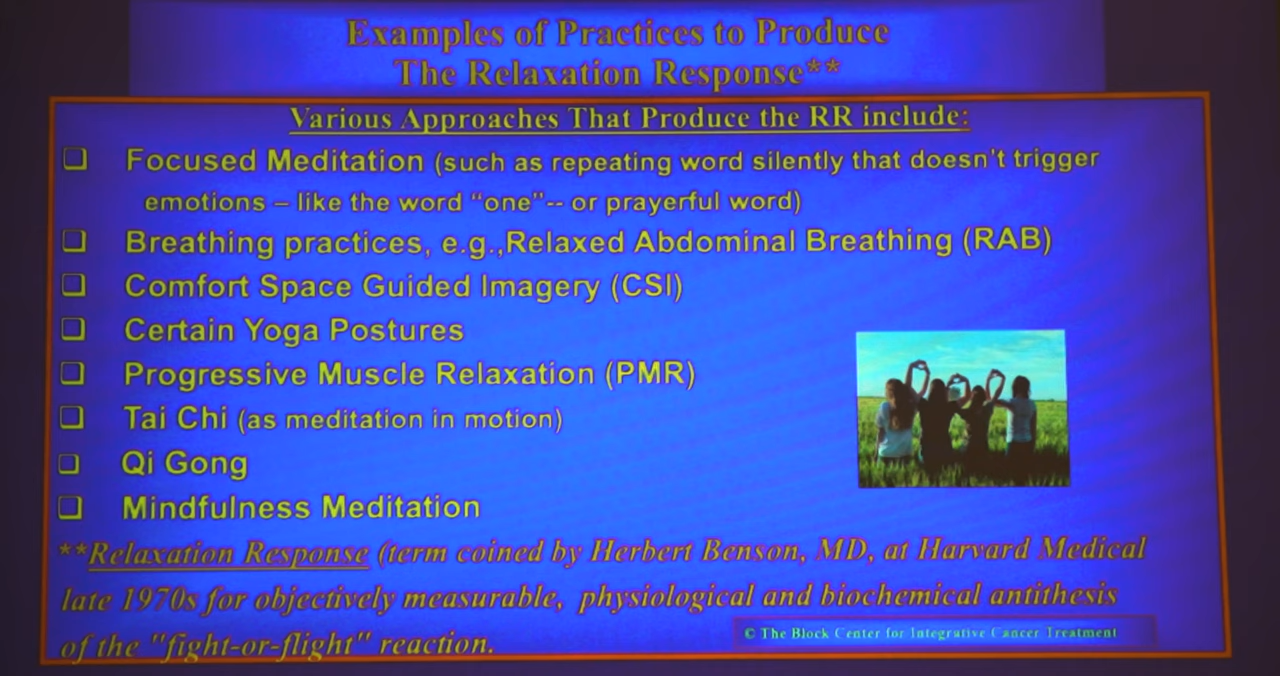 Examples of Practices to Produce
The Relaxation Response**
Various Approaches That Produce the RR include:
❑ Focused Meditation (such as repeating word silently that doesn't trigger
emotions – like the word "one"-- or prayerful word)
❑ Breathing practices, e.g.,Relaxed Abdominal Breathing (RAB)
❑ Comfort Space Guided Imagery (CSI)
❑ Certain Yoga Postures
❑ Progressive Muscle Relaxation (PMR)
❑ Tai Chi (as meditation in motion)
❑ Qi Gong
❑ Mindfulness Meditation
**Relaxation Response (term coined by Herbert Benson, MD, at Harvard Medical
late 1970s for objectively measurable, physiological and biochemical antithesis
of the "fight-or-flight" reaction.
© The Block Center for Integrative Cancer Treatment